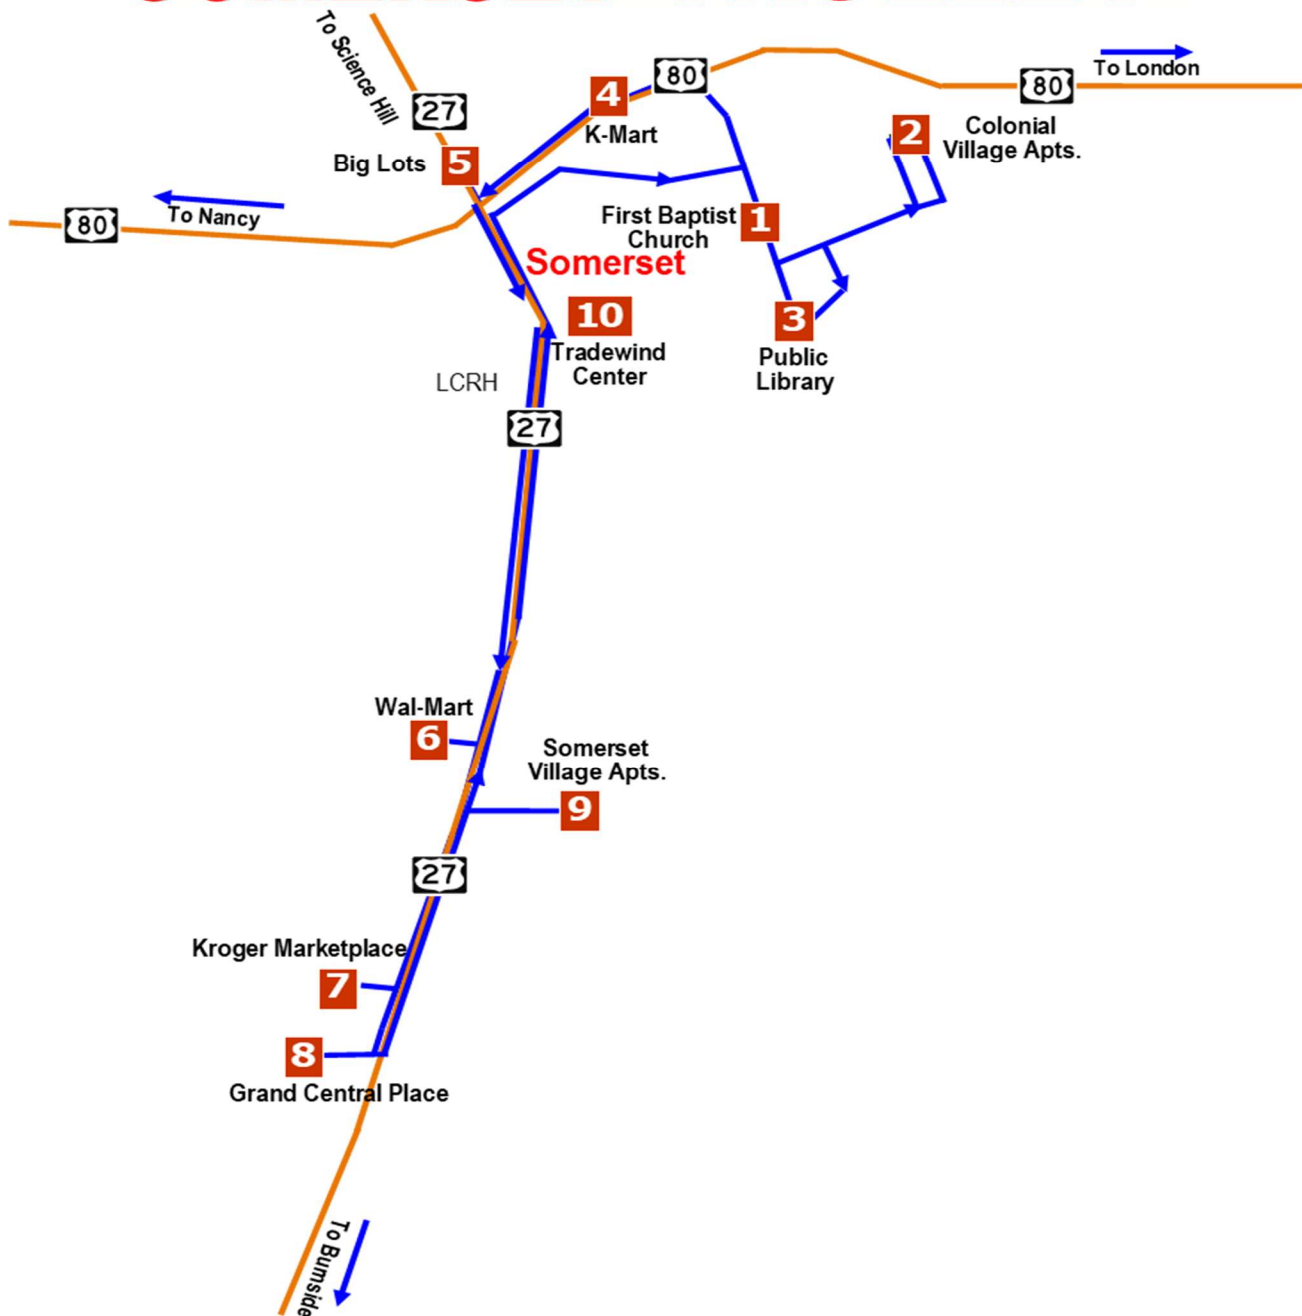 To Science Hill
27
80
To London
80
4
K-Mart
2
Colonial
Village Apts.
Big Lots
5
80
To Nancy
First Baptist
Church
1
Somerset
10
Tradewind
Center
3
Public
Library
LCRH
27
Wal-Mart
6
Somerset
Village Apts.
9
27
Kroger Marketplace
7
8
Grand Central Place
To Burnside